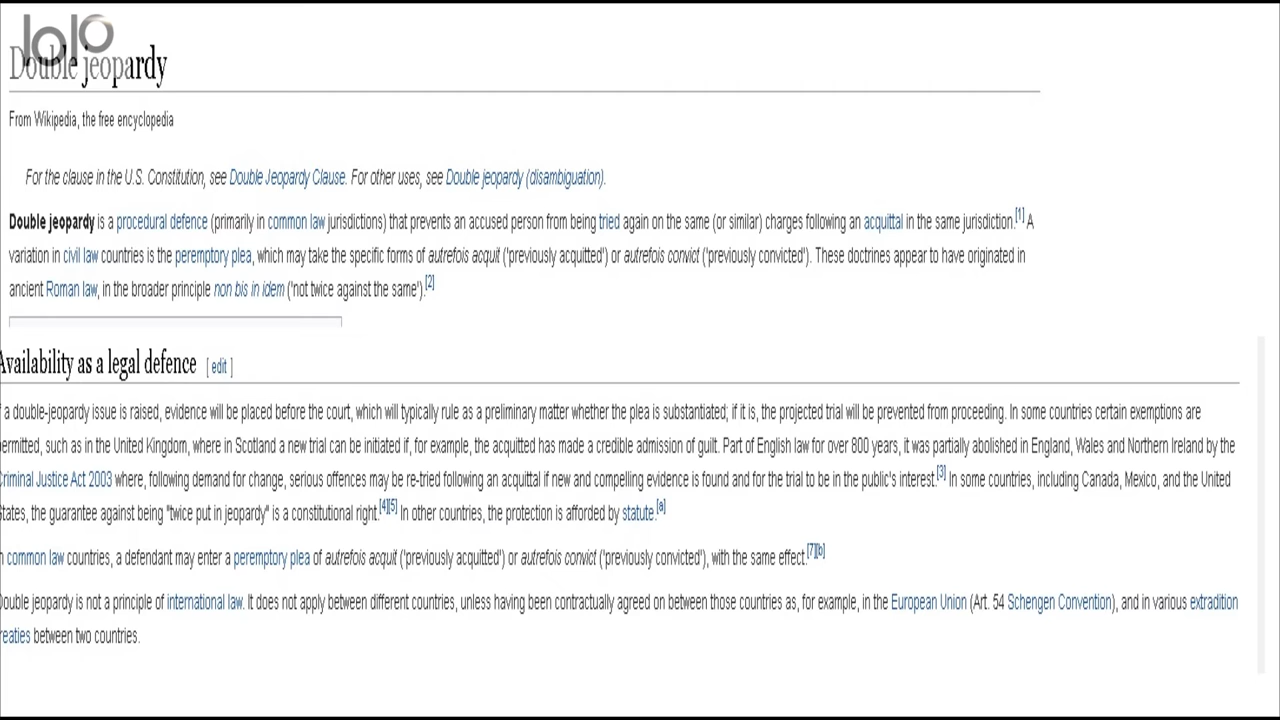 lolo
Double jeopardy
From Wikipedia, the free encyclopedia
For the clause in the U.S. Constitution, see Double Jeopardy Clause. For other uses, see Double jeopardy (disambiguation).
Double jeopardy is a procedural defence (primarily in common law jurisdictions) that prevents an accused person from being tried again on the same (or similar) charges following an acquittal in the same jurisdiction.[1] A
variation in civil law countries is the peremptory plea, which may take the specific forms of autrefois acquit ('previously acquitted') or autrefois convict ('previously convicted'). These doctrines appear to have originated in
ancient Roman law, in the broader principle non bis in idem ('not twice against the same').[2]
Availability as a legal defence [ edit ]
f a double-jeopardy issue is raised, evidence will be placed before the court, which will typically rule as a preliminary matter whether the plea is substantiated; if it is, the projected trial will be prevented from proceeding. In some countries certain exemptions are
ermitted, such as in the United Kingdom, where in Scotland a new trial can be initiated if, for example, the acquitted has made a credible admission of guilt. Part of English law for over 800 years, it was partially abolished in England, Wales and Northern Ireland by the
Criminal Justice Act 2003 where, following demand for change, serious offences may be re-tried following an acquittal if new and compelling evidence is found and for the trial to be in the public's interest.[3] In some countries, including Canada, Mexico, and the United
States, the guarantee against being "twice put in jeopardy" is a constitutional right.[4][5] In other countries, the protection is afforded by statute.[a]
n common law countries, a defendant may enter a peremptory plea of autrefois acquit ('previously acquitted') or autrefois convict ('previously convicted'), with the same effect.[7][b]
Double jeopardy is not a principle of international law. It does not apply between different countries, unless having been contractually agreed on between those countries as, for example, in the European Union (Art. 54 Schengen Convention), and in various extradition
reaties between two countries.